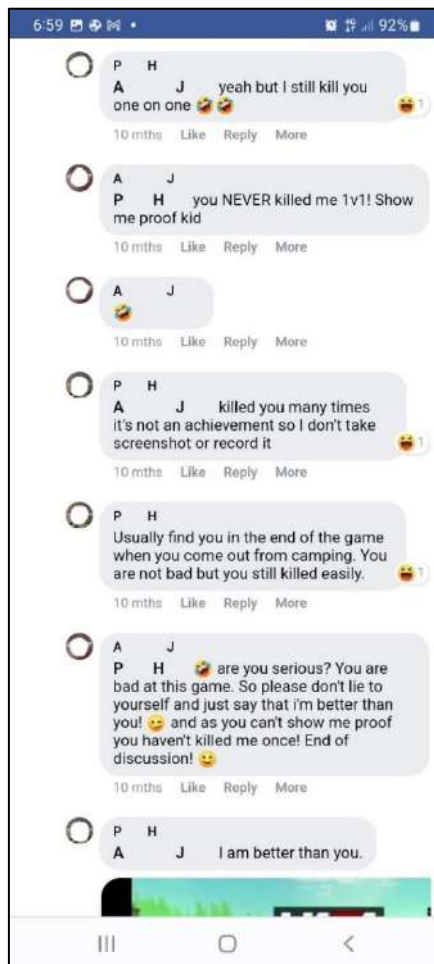 6:59
92%
P H
A J yeah but I still kill you
one on one 🤣 🤣
1
10 mths Like Reply More
A J
P H you NEVER killed me 1v1! Show
me proof kid
10 mths Like Reply More
A J
🤣
10 mths Like Reply More
P H
A J killed you many times
it's not an achievement so I don't take
screenshot or record it
1
10 mths Like Reply More
P H
Usually find you in the end of the game
when you come out from camping. You
are not bad but you still killed easily.
1
10 mths Like Reply More
A J
P H 🤣 are you serious? You are
bad at this game. So please don't lie to
yourself and just say that i'm better than
you! 😉 and as you can't show me proof
you haven't killed me once! End of
discussion! 😉
10 mths Like Reply More
P H
A J I am better than you.